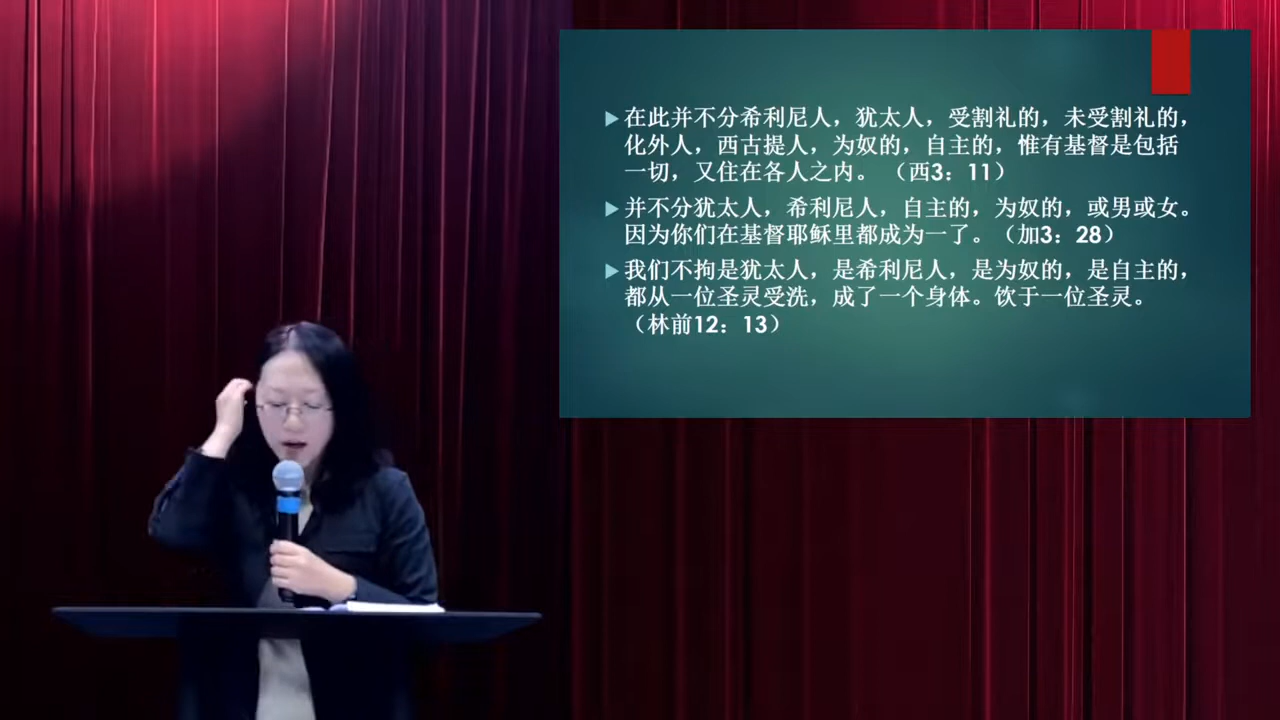 在此并不分希利尼人，犹太人，受割礼的，未受割礼的，
化外人，西古提人，为奴的，自主的，惟有基督是包括
一切，又住在各人之内。（西3：11）
并不分犹太人，希利尼人，自主的，为奴的，或男或女。
因为你们在基督耶稣里都成为一了。（加3：28）
我们不拘是犹太人，是希利尼人，是为奴的，是自主的，
都从一位圣灵受洗，成了一个身体。饮于一位圣灵。
（林前12：13）